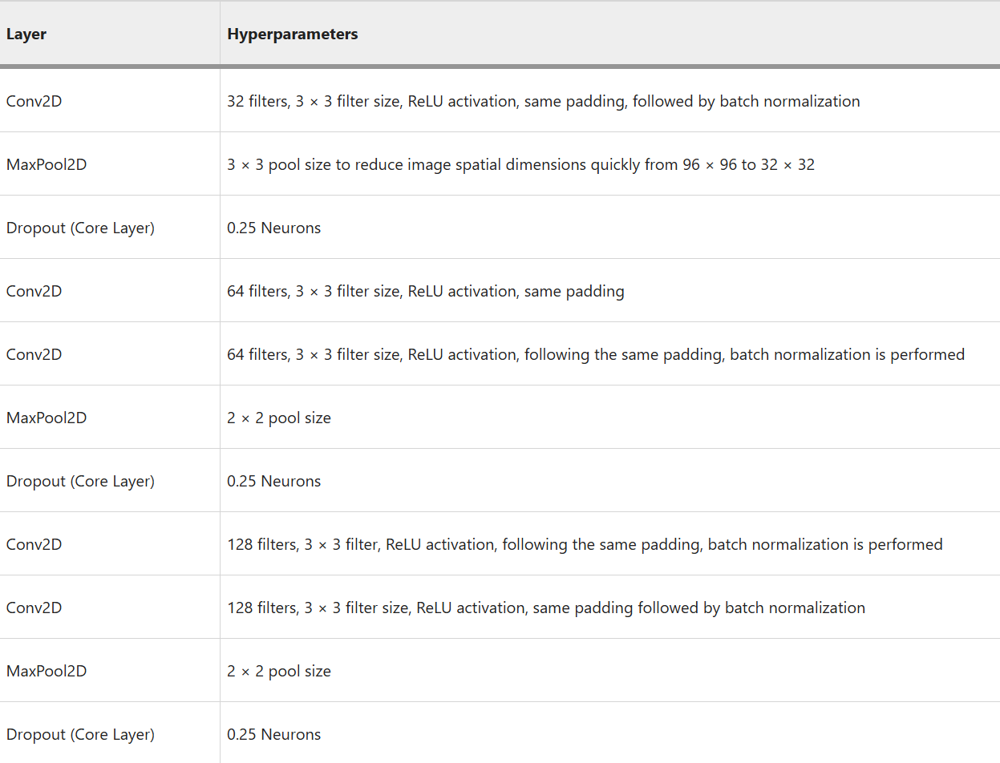 Layer Hyperparameters
Conv2D 32 filters, 3 × 3 filter size, ReLU activation, same padding, followed by batch normalization
MaxPool2D 3 × 3 pool size to reduce image spatial dimensions quickly from 96 × 96 to 32 × 32
Dropout (Core Layer) 0.25 Neurons
Conv2D 64 filters, 3 × 3 filter size, ReLU activation, same padding
Conv2D 64 filters, 3 × 3 filter size, ReLU activation, following the same padding, batch normalization is performed
MaxPool2D 2 × 2 pool size
Dropout (Core Layer) 0.25 Neurons
Conv2D 128 filters, 3 × 3 filter, ReLU activation, following the same padding, batch normalization is performed
Conv2D 128 filters, 3 × 3 filter size, ReLU activation, same padding followed by batch normalization
MaxPool2D 2 × 2 pool size
Dropout (Core Layer) 0.25 Neurons